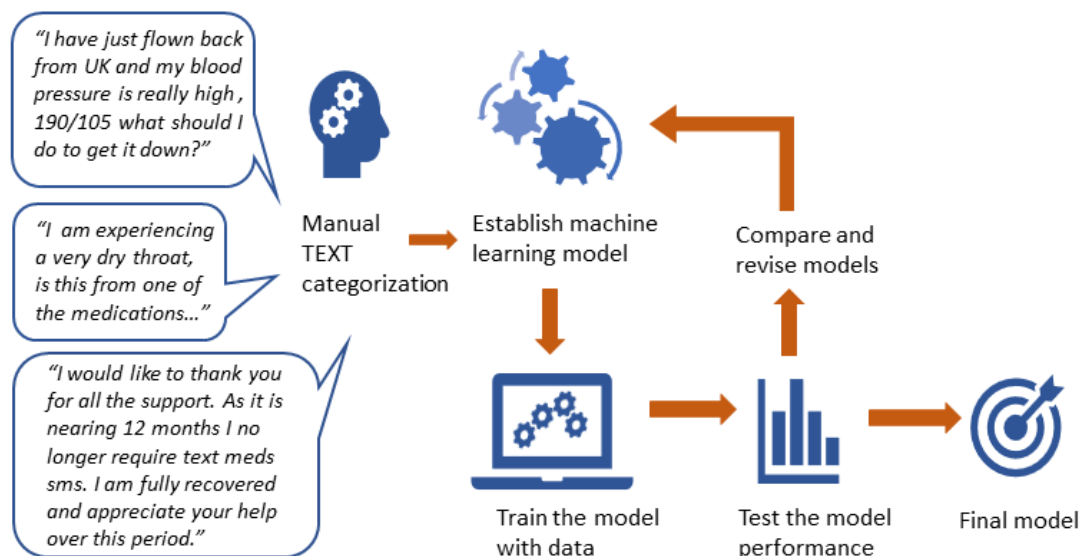 “I have just flown back
from UK and my blood
pressure is really high ,
190/105 what should I
do to get it down?”
“I am experiencing
a very dry throat,
is this from one of
the medications...”
“I would like to thank you
for all the support. As it is
nearing 12 months I no
longer require text meds
sms. I am fully recovered
and appreciate your help
over this period.”
Manual
TEXT
categorization
Establish machine
learning model
Compare and
revise models
Train the model
with data
Test the model
performance
Final model